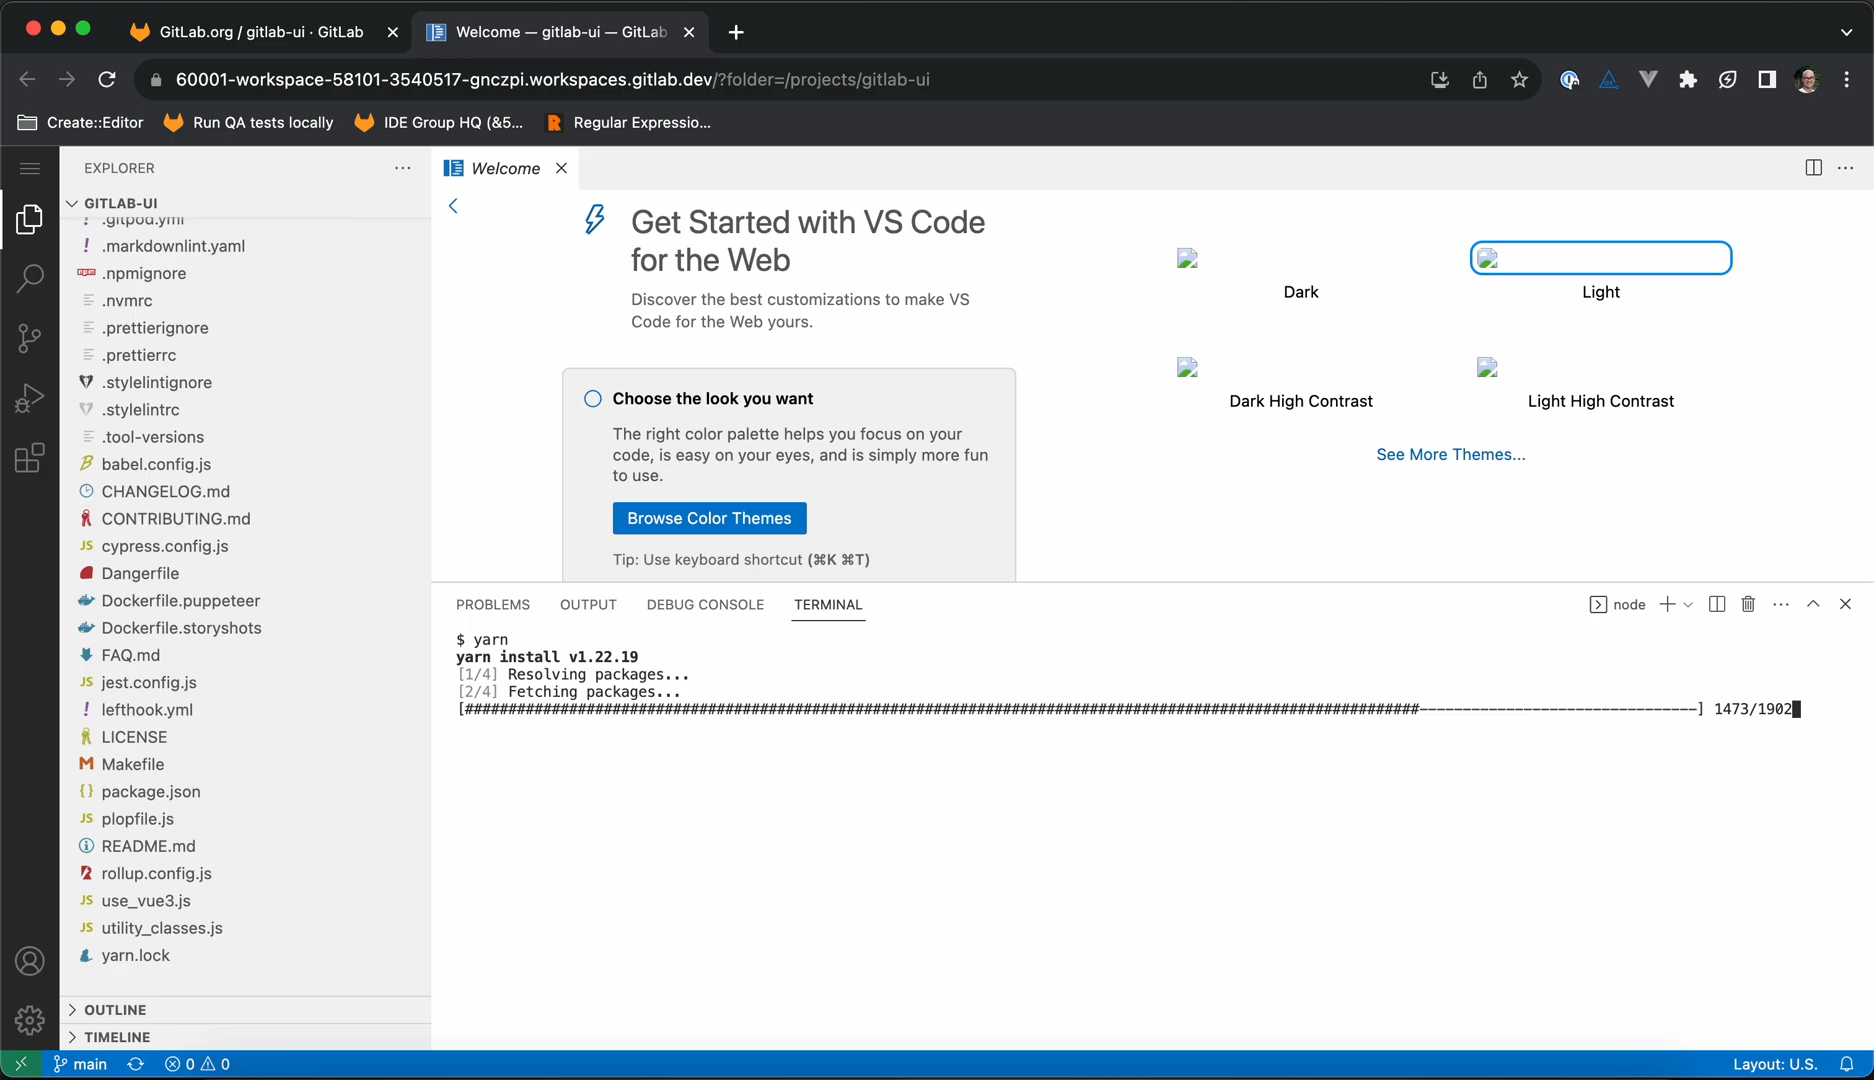 GitLab.org / gitlab-ui · GitLab
Welcome — gitlab-ui — GitLab
60001-workspace-58101-3540517-gnczpi.workspaces.gitlab.dev/?folder=/projects/gitlab-ui
Create::Editor
Run QA tests locally
IDE Group HQ (&5...
Regular Expressio...
EXPLORER
GITLAB-UI
.gitpod.yml
.markdownlint.yaml
.npmignore
.nvmrc
.prettierignore
.prettierrc
.stylelintignore
.stylelintrc
.tool-versions
babel.config.js
CHANGELOG.md
CONTRIBUTING.md
cypress.config.js
Dangerfile
Dockerfile.puppeteer
Dockerfile.storyshots
FAQ.md
jest.config.js
lefthook.yml
LICENSE
Makefile
package.json
plopfile.js
README.md
rollup.config.js
use_vue3.js
utility_classes.js
yarn.lock
OUTLINE
TIMELINE
Welcome
Get Started with VS Code
for the Web
Discover the best customizations to make VS
Code for the Web yours.
Choose the look you want
The right color palette helps you focus on your
code, is easy on your eyes, and is simply more fun
to use.
Browse Color Themes
Tip: Use keyboard shortcut (⌘K ⌘T)
Dark
Light
Dark High Contrast
Light High Contrast
See More Themes...
PROBLEMS
OUTPUT
DEBUG CONSOLE
TERMINAL
node
$ yarn
yarn install v1.22.19
[1/4] Resolving packages...
[2/4] Fetching packages...
[##############################################################################################################--------------------------------] 1473/1902
main
0
0
Layout: U.S.